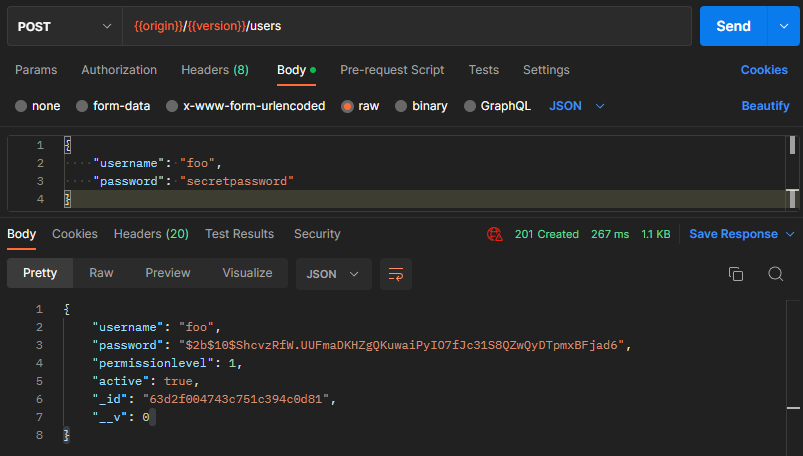 POST {{origin}}/{{version}}/users Send
Params Authorization Headers (8) Body Pre-request Script Tests Settings Cookies
none form-data x-www-form-urlencoded raw binary GraphQL JSON Beautify
1 {
2 "username": "foo",
3 "password": "secretpassword"
4 }
Body Cookies Headers (20) Test Results Security 201 Created 267 ms 1.1 KB Save Response
Pretty Raw Preview Visualize JSON
1 {
2 "username": "foo",
3 "password": "$2b$10$ShcvzRfW.UUFmaDKHZgQKuwaiPyIO7fJc31S8QZwQyDTpmxBFjad6",
4 "permissionlevel": 1,
5 "active": true,
6 "_id": "63d2f004743c751c394c0d81",
7 "__v": 0
8 }